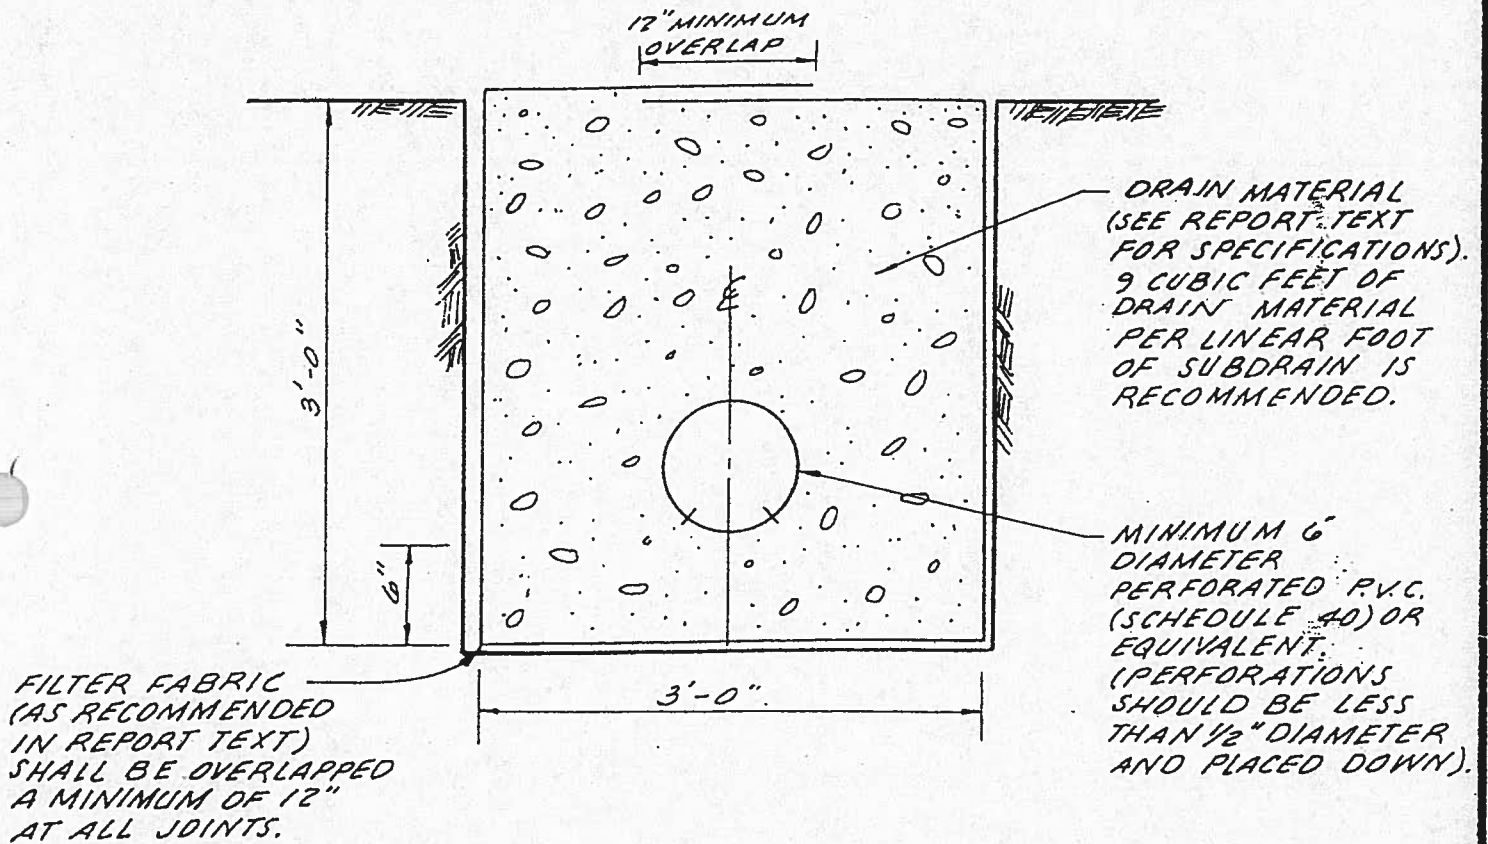 12" MINIMUM
OVERLAP
DRAIN MATERIAL
(SEE REPORT TEXT
FOR SPECIFICATIONS).
9 CUBIC FEET OF
DRAIN MATERIAL
PER LINEAR FOOT
OF SUBDRAIN IS
RECOMMENDED.
3'-0"
6"
MINIMUM 6"
DIAMETER
PERFORATED P.V.C.
(SCHEDULE 40) OR
EQUIVALENT.
(PERFORATIONS
SHOULD BE LESS
THAN 1/2" DIAMETER
AND PLACED DOWN).
FILTER FABRIC
(AS RECOMMENDED
IN REPORT TEXT)
SHALL BE OVERLAPPED
A MINIMUM OF 12"
AT ALL JOINTS.
3'-0"